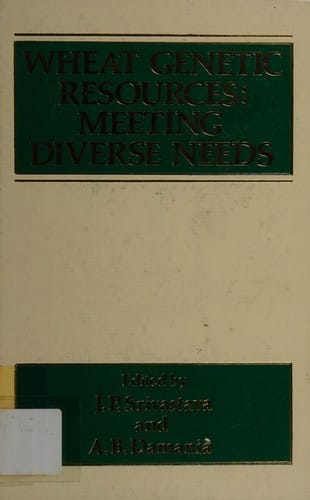 WHEAT GENETIC
RESOURCES:
MEETING
DIVERSE NEEDS
Edited by
J.P. Srivastava
and
A.B. Damania